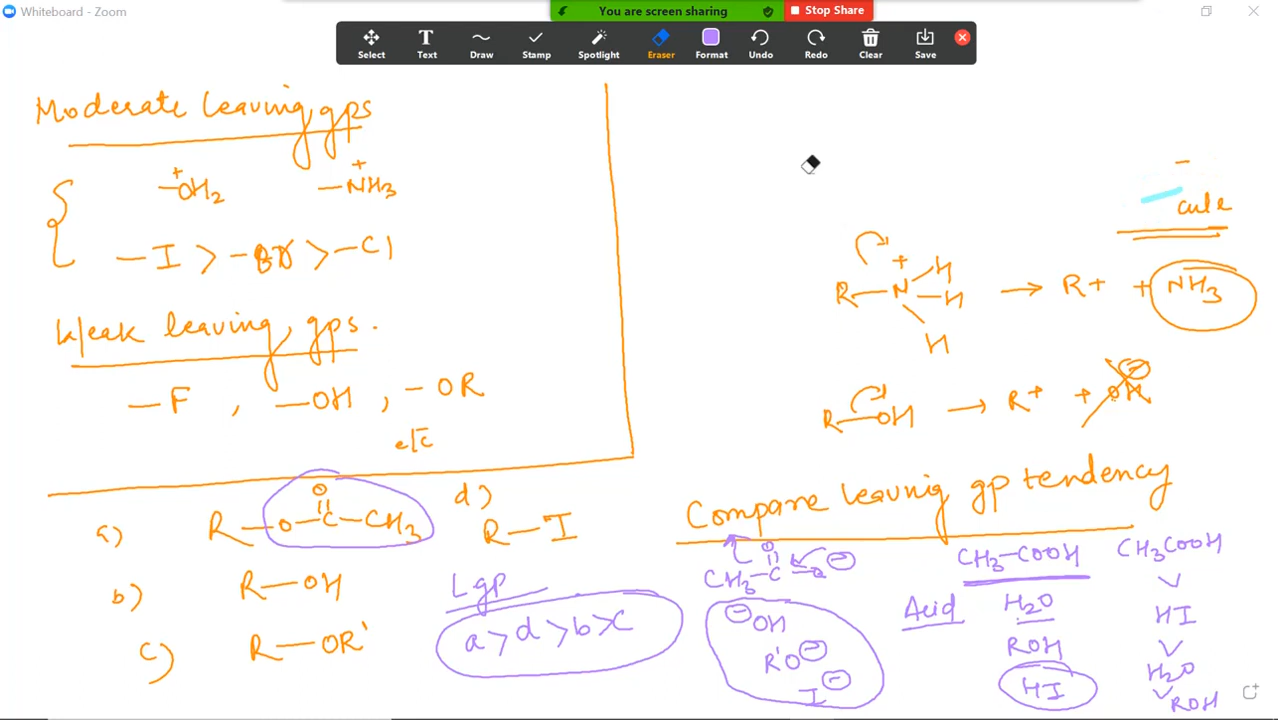 Whiteboard - Zoom
You are screen sharing
Stop Share
Select Text Draw Stamp Spotlight Eraser Format Undo Redo Clear Save
Moderate leaving gps
+ +
-OH2 -NH3
-I > -Br > -Cl
Weak leaving gps.
-F , -OH , -OR
etc
-
cule
+
R-N H H H → R+ + NH3
R-OH → R+ + OH
Compare leavnig gp tendency
a) R-O-C-CH3
O
b) R-OH
c) R-OR'
d) R-I
Lgp
a > d > b > c
O
CH3-C-O
OH
R'O
I
CH3-COOH
Acid H2O
ROH
HI
CH3COOH
HI
H2O
ROH